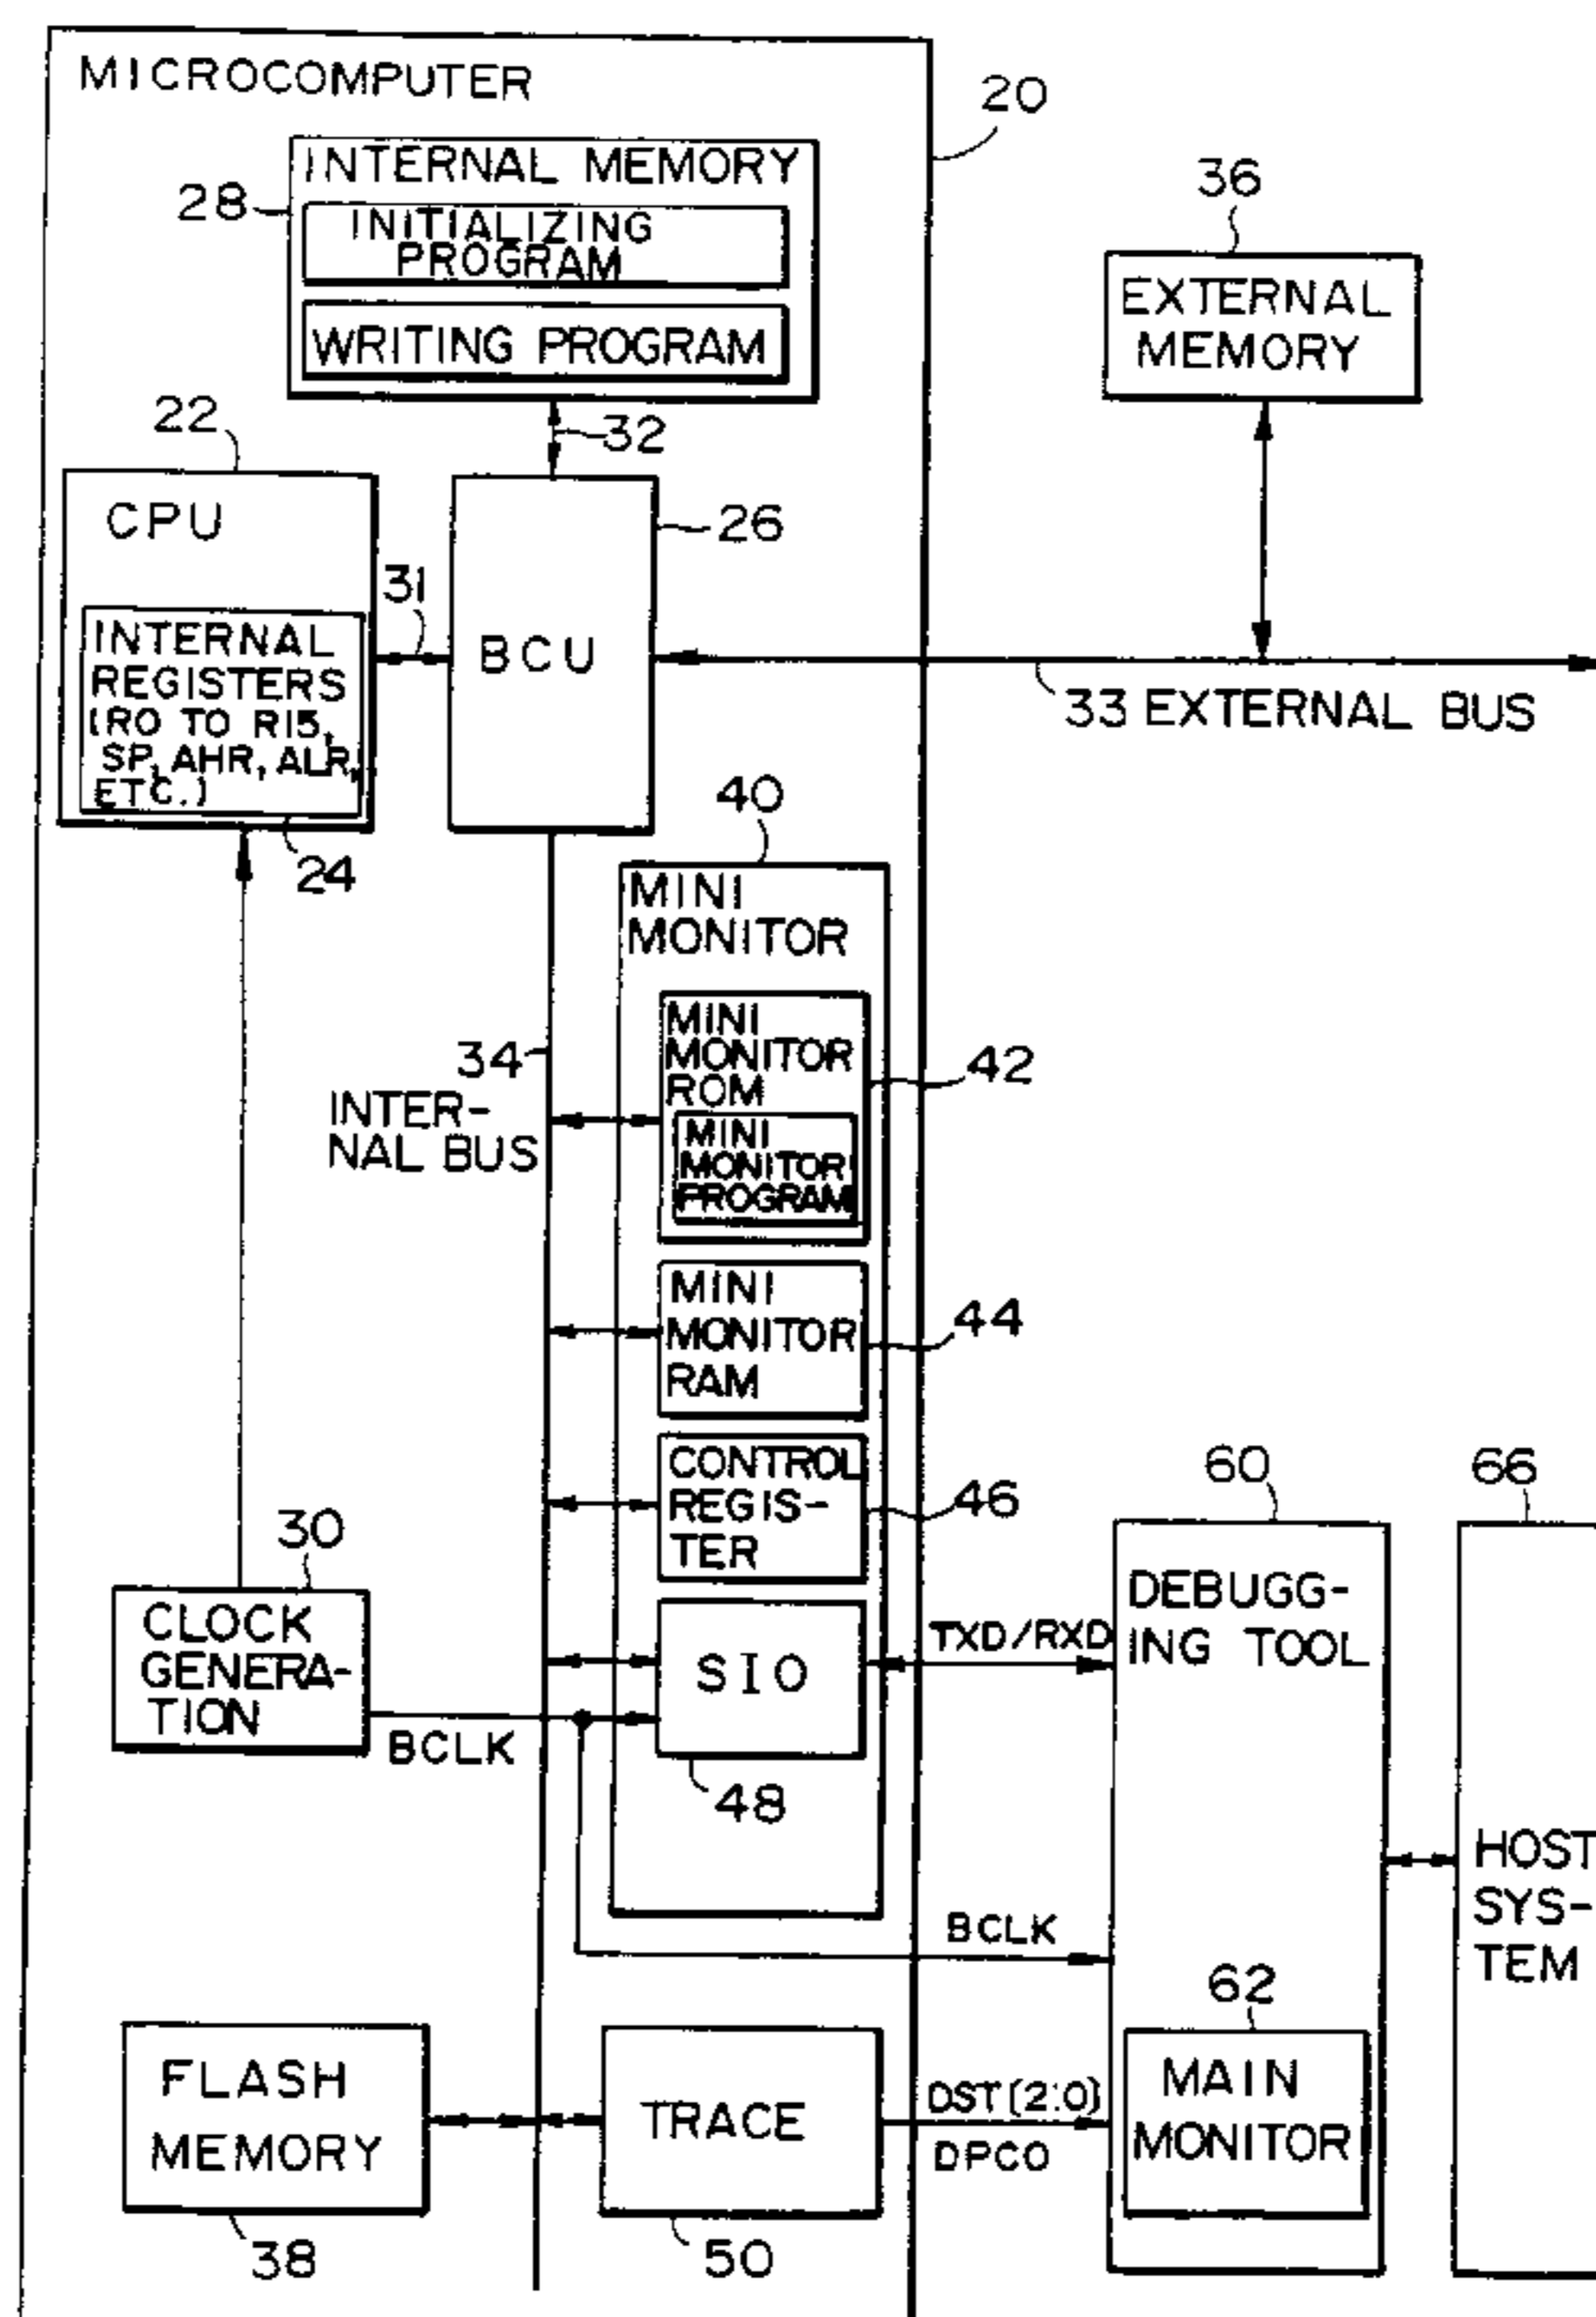 MICROCOMPUTER
20
INTERNAL MEMORY
28
INITIALIZING
PROGRAM
WRITING PROGRAM
36
EXTERNAL
MEMORY
32
22
CPU
26
31
BCU
INTERNAL
REGISTERS
(R0 TO R15,
SP, AHR, ALR,
ETC.)
24
33 EXTERNAL BUS
40
MINI
MONITOR
34
INTER-
NAL BUS
MINI
MONITOR
ROM
42
MINI
MONITOR
PROGRAM
MINI
MONITOR
RAM
44
CONTROL
REGIS-
TER
46
30
CLOCK
GENERA-
TION
BCLK
SIO
48
TXD/RXD
60
DEBUGG-
ING TOOL
66
HOST
SYS-
TEM
BCLK
62
MAIN
MONITOR
FLASH
MEMORY
38
TRACE
50
DST(2:0)
DPCO